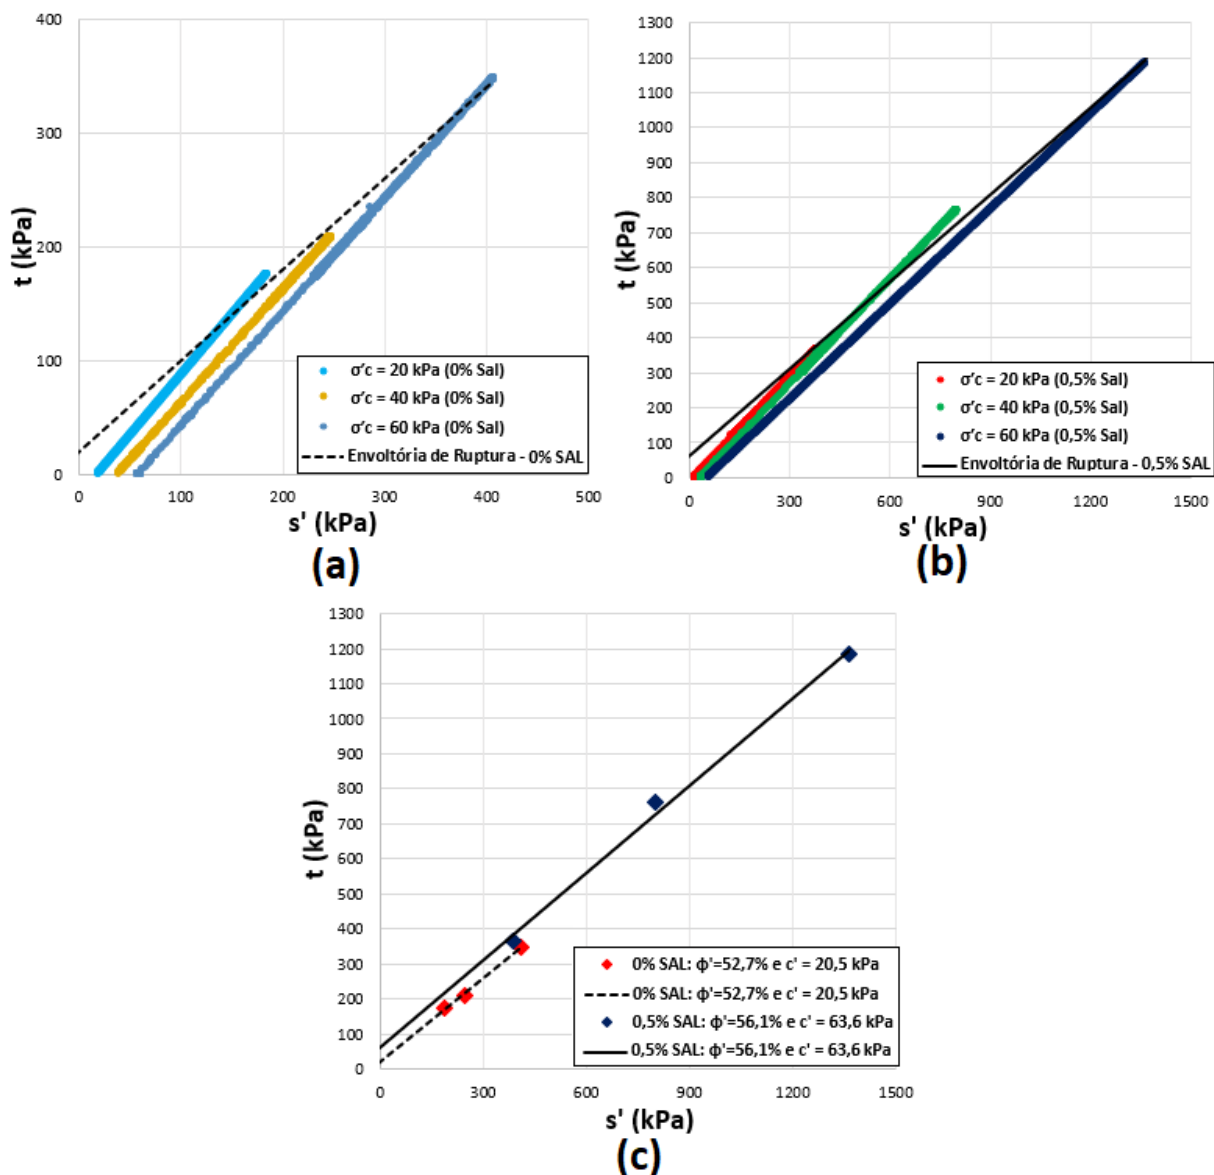 400
300
200
100
0
t (kPa)
σ'c = 20 kPa (0% Sal)
σ'c = 40 kPa (0% Sal)
σ'c = 60 kPa (0% Sal)
Envoltória de Ruptura - 0% SAL
0 100 200 300 400 500
s' (kPa)
(a)
1300
1200
1100
1000
900
800
700
600
500
400
300
200
100
0
t (kPa)
σ'c = 20 kPa (0,5% Sal)
σ'c = 40 kPa (0,5% Sal)
σ'c = 60 kPa (0,5% Sal)
Envoltória de Ruptura - 0,5% SAL
0 300 600 900 1200 1500
s' (kPa)
(b)
1300
1200
1100
1000
900
800
700
600
500
400
300
200
100
0
t (kPa)
0% SAL: ϕ'=52,7% e c' = 20,5 kPa
0% SAL: ϕ'=52,7% e c' = 20,5 kPa
0,5% SAL: ϕ'=56,1% e c' = 63,6 kPa
0,5% SAL: ϕ'=56,1% e c' = 63,6 kPa
0 300 600 900 1200 1500
s' (kPa)
(c)